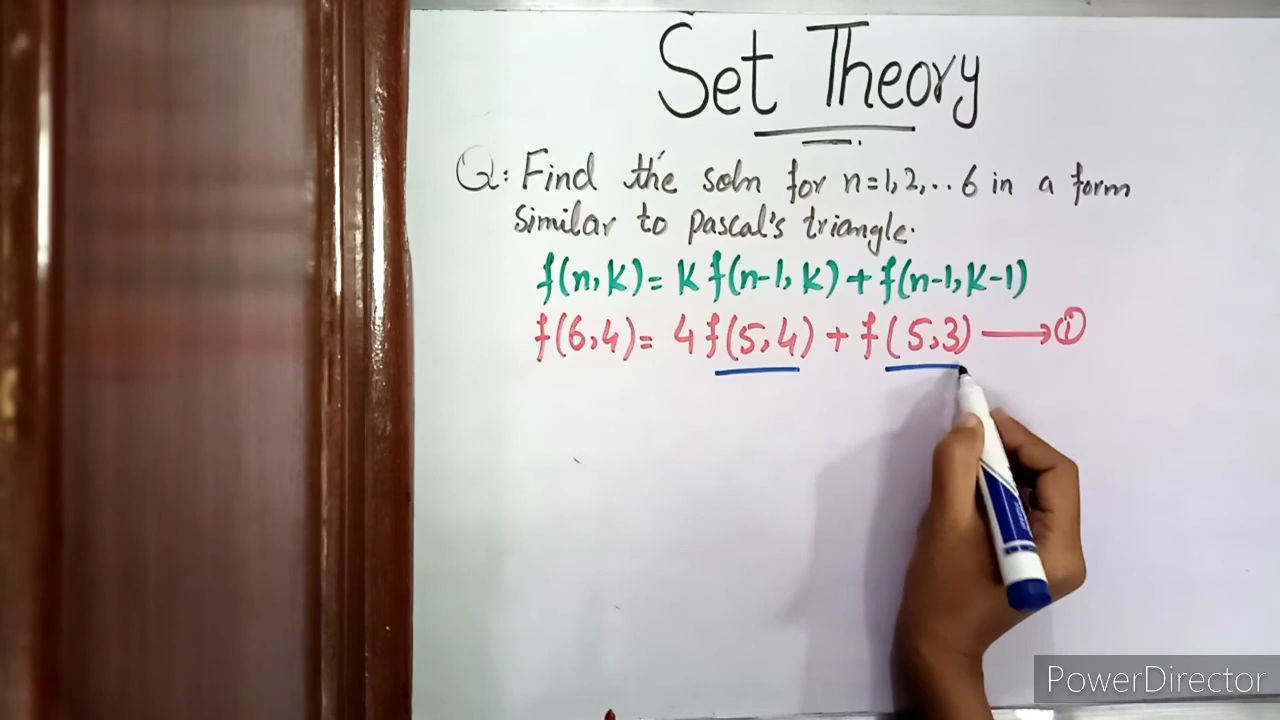 Set Theory
Q: Find the soln for n=1,2,..6 in a form
similar to pascal's triangle.
f(n,k)= k f(n-1,k)+f(n-1,k-1)
f(6,4)= 4 f(5,4) + f(5,3) ⟶ ①
PowerDirector